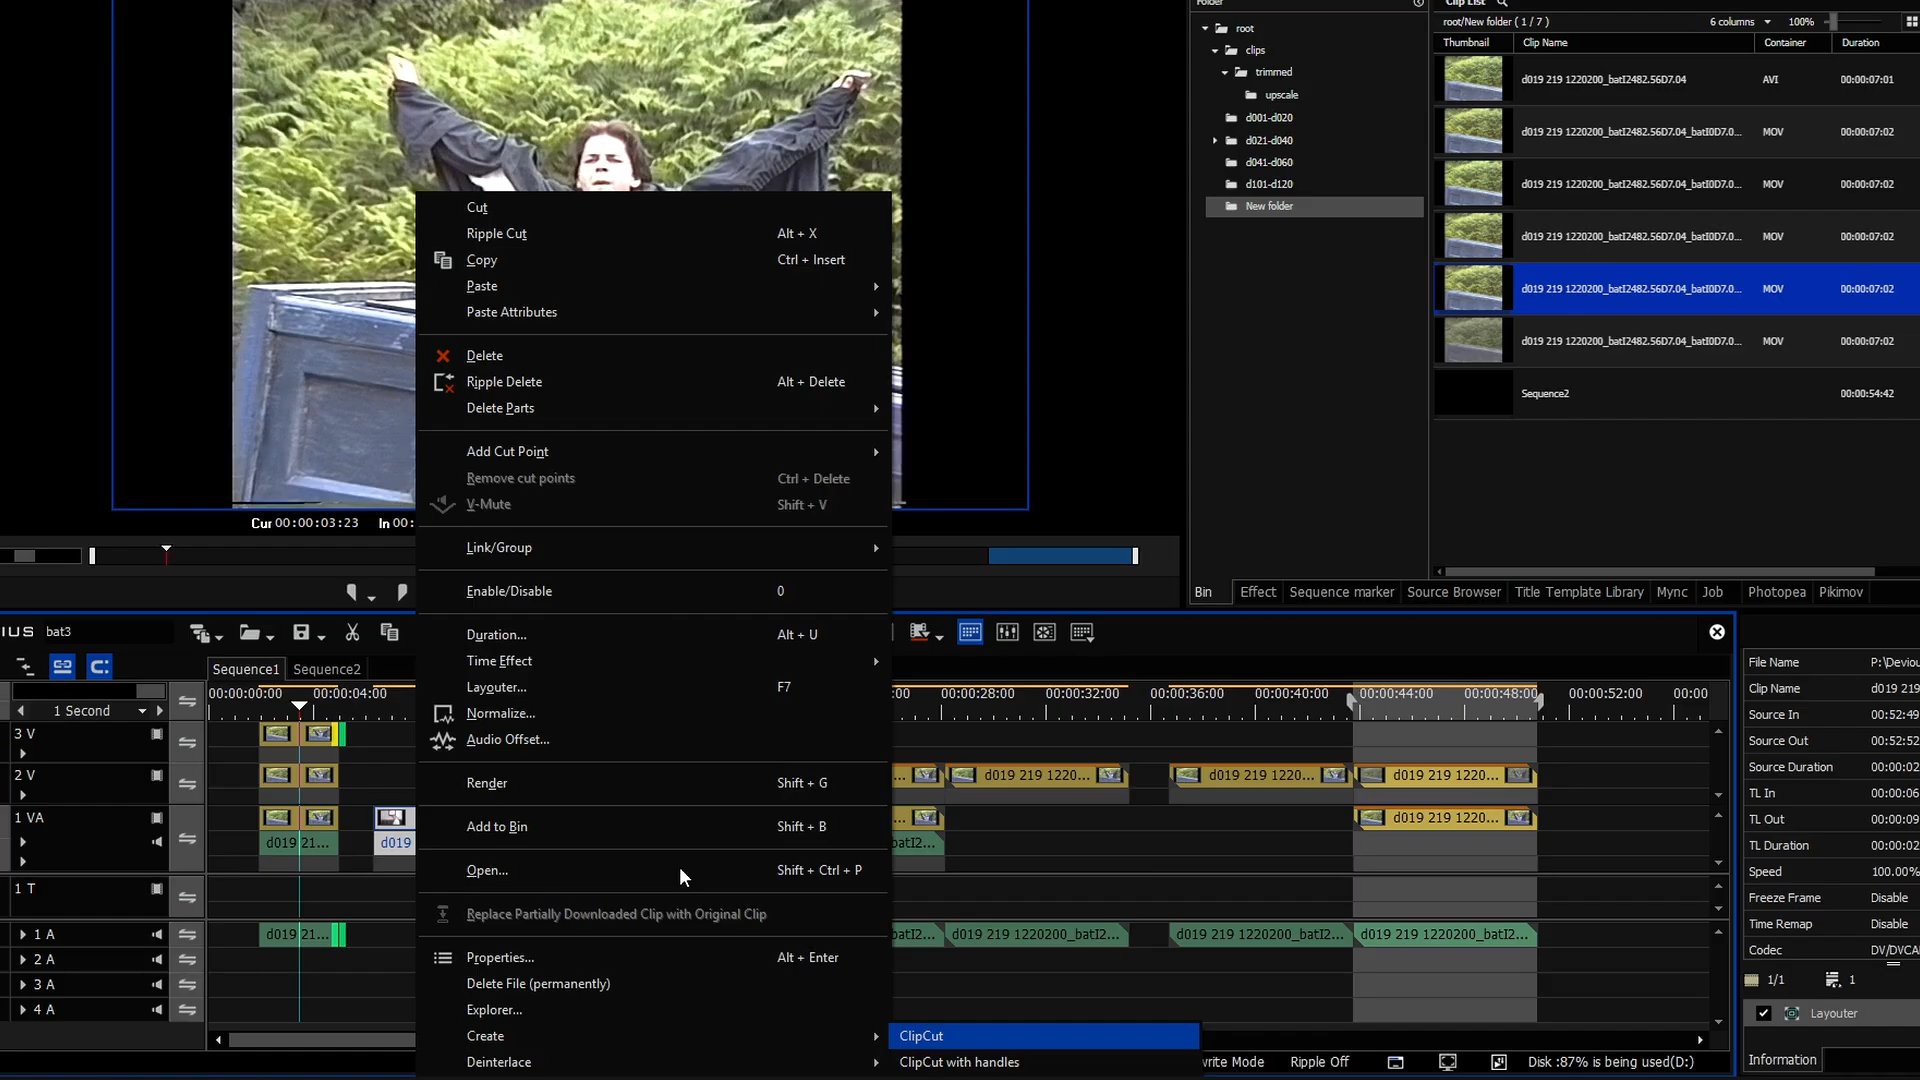 Folder
Clip List
root
clips
trimmed
upscale
d001-d020
d021-d040
d041-d060
d101-d120
New folder
root/New folder ( 1 / 7 )
6 columns
100%
Thumbnail
Clip Name
Container
Duration
d019 219 1220200_batI2482.56D7.04
AVI
00:00:07:01
d019 219 1220200_batI2482.56D7.04_batI0D7.0...
MOV
00:00:07:02
d019 219 1220200_batI2482.56D7.04_batI0D7.0...
MOV
00:00:07:02
d019 219 1220200_batI2482.56D7.04_batI0D7.0...
MOV
00:00:07:02
d019 219 1220200_batI2482.56D7.04_batI0D7.0...
MOV
00:00:07:02
d019 219 1220200_batI2482.56D7.04_batI0D7.0...
MOV
00:00:07:02
Sequence2
00:00:54:42
Bin
Effect
Sequence marker
Source Browser
Title Template Library
Mync
Job
Photopea
Pikimov
Cur 00:00:03:23
In 00:
Cut
Ripple Cut Alt + X
Copy Ctrl + Insert
Paste
Paste Attributes
Delete
Ripple Delete Alt + Delete
Delete Parts
Add Cut Point
Remove cut points Ctrl + Delete
V-Mute Shift + V
Link/Group
Enable/Disable 0
Duration... Alt + U
Time Effect
Layouter... F7
Normalize...
Audio Offset...
Render Shift + G
Add to Bin Shift + B
Open... Shift + Ctrl + P
Replace Partially Downloaded Clip with Original Clip
Properties... Alt + Enter
Delete File (permanently)
Explorer...
Create
Deinterlace
ClipCut
ClipCut with handles
IUS bat3
Sequence1
Sequence2
1 Second
00:00:00:00
00:00:04:00
:00
00:00:28:00
00:00:32:00
00:00:36:00
00:00:40:00
00:00:44:00
00:00:48:00
00:00:52:00
00:00
3 V
2 V
... d019 219 1220...
d019 219 1220...
d019 219 1220...
1 VA
... d019 219 1220...
d019 21...
d019
batI2...
1 T
1 A
d019 21...
batI2...
d019 219 1220200_batI2...
d019 219 1220200_batI2...
d019 219 1220200_batI2...
2 A
3 A
4 A
write Mode
Ripple Off
Disk :87% is being used(D:)
File Name P:\Deviou
Clip Name d019 219
Source In 00:52:49
Source Out 00:52:52
Source Duration 00:00:02
TL In 00:00:06
TL Out 00:00:09
TL Duration 00:00:02
Speed 100.00%
Freeze Frame Disable
Time Remap Disable
Codec DV/DVCA
1/1
1
Layouter
Information